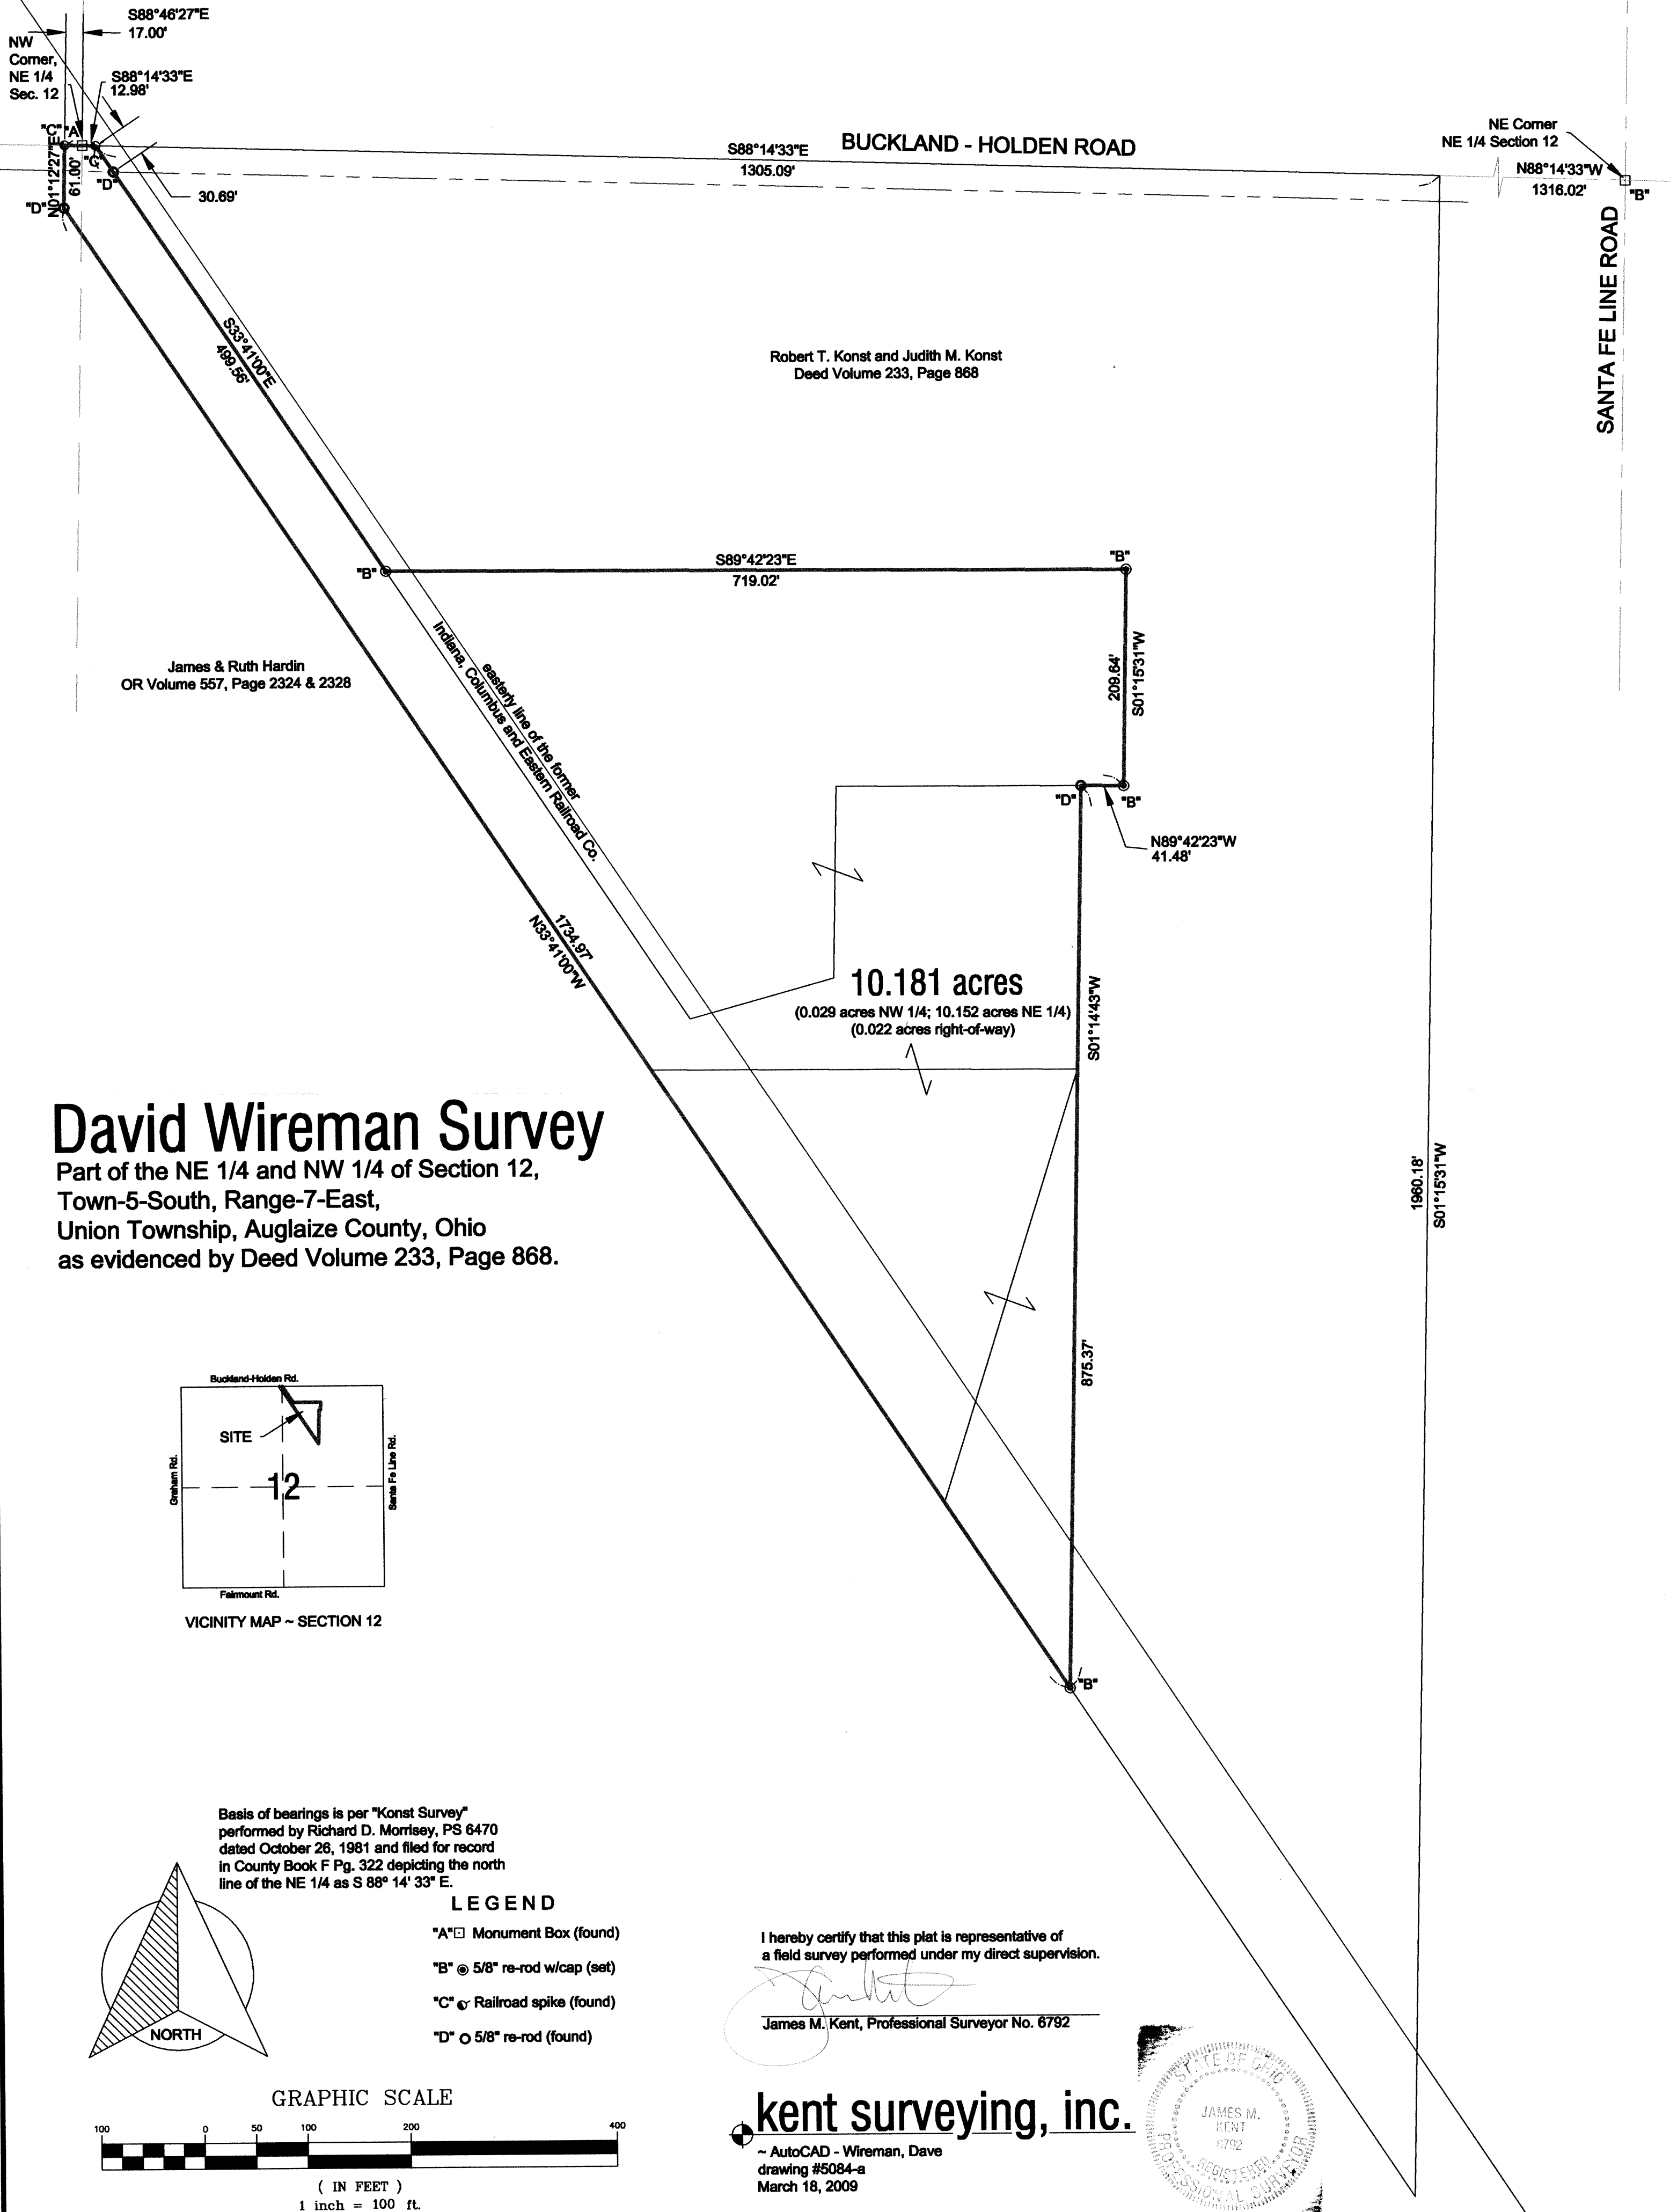 S88°46'27"E
17.00'
NW
Corner,
NE 1/4
Sec. 12
S88°14'33"E
12.98'
"C"
"A
"C"
"D"
N01°12'27"E
61.00'
"D"
30.69'
S88°14'33"E
1305.09'
BUCKLAND - HOLDEN ROAD
NE Corner
NE 1/4 Section 12
N88°14'33"W
1316.02'
"B"
SANTA FE LINE ROAD
S33°41'00"E
499.56'
Robert T. Konst and Judith M. Konst
Deed Volume 233, Page 868
"B"
S89°42'23"E
719.02'
"B"
209.64'
S01°15'31"W
James & Ruth Hardin
OR Volume 557, Page 2324 & 2328
easterly line of the former
Indiana, Columbus and Eastern Railroad Co.
"D"
"B"
N89°42'23"W
41.48'
1734.97'
N33°41'00"W
10.181 acres
(0.029 acres NW 1/4; 10.152 acres NE 1/4)
(0.022 acres right-of-way)
S01°14'43"W
875.37'
1960.18'
S01°15'31"W
"B"
David Wireman Survey
Part of the NE 1/4 and NW 1/4 of Section 12,
Town-5-South, Range-7-East,
Union Township, Auglaize County, Ohio
as evidenced by Deed Volume 233, Page 868.
Buckland-Holden Rd.
SITE
Graham Rd.
12
Santa Fe Line Rd.
Fairmount Rd.
VICINITY MAP ~ SECTION 12
Basis of bearings is per "Konst Survey"
performed by Richard D. Morrisey, PS 6470
dated October 26, 1981 and filed for record
in County Book F Pg. 322 depicting the north
line of the NE 1/4 as S 88° 14' 33" E.
NORTH
LEGEND
"A" Monument Box (found)
"B" 5/8" re-rod w/cap (set)
"C" Railroad spike (found)
"D" 5/8" re-rod (found)
I hereby certify that this plat is representative of
a field survey performed under my direct supervision.
James M. Kent, Professional Surveyor No. 6792
GRAPHIC SCALE
100 0 50 100 200 400
( IN FEET )
1 inch = 100 ft.
kent surveying, inc.
~ AutoCAD - Wireman, Dave
drawing #5084-a
March 18, 2009
STATE OF OHIO
JAMES M.
KENT
6792
REGISTERED
PROFESSIONAL SURVEYOR